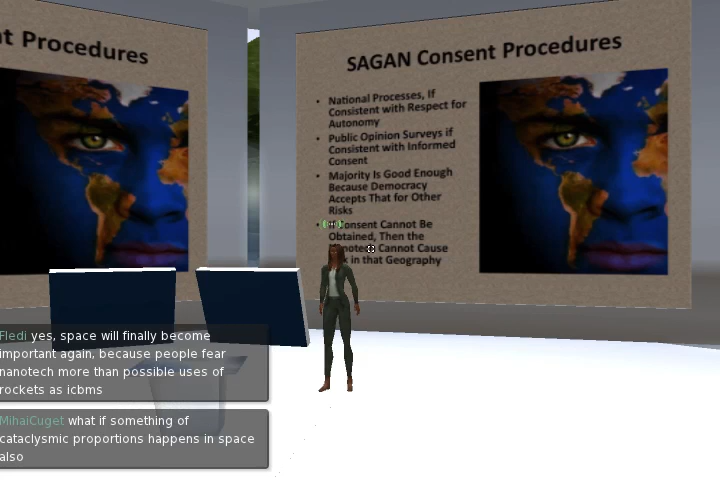 nt Procedures
SAGAN Consent Procedures
• National Processes, If
Consistent with Respect for
Autonomy
• Public Opinion Surveys if
Consistent with Informed
Consent
• Majority Is Good Enough
Because Democracy
Accepts That for Other
Risks
Consent Cannot Be
Obtained, Then the
Cannot Cause
in that Geography
Fledi yes, space will finally become
important again, because people fear
nanotech more than possible uses of
rockets as icbms
MihaiCuget what if something of
cataclysmic proportions happens in space
also